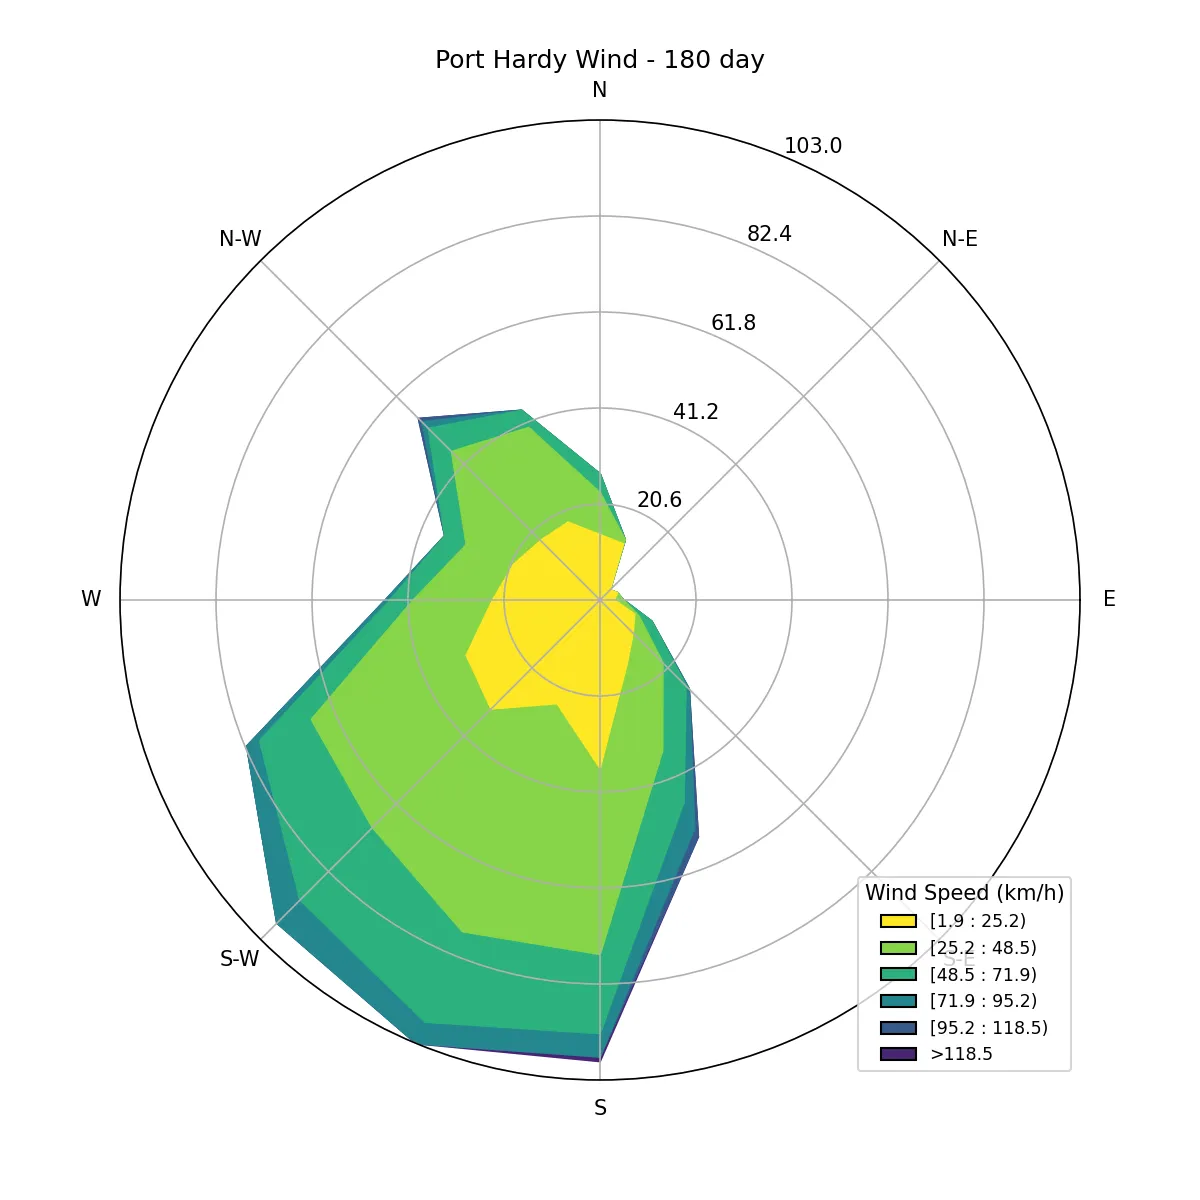 Port Hardy Wind - 180 day
N
103.0
N-W
N-E
82.4
61.8
41.2
20.6
W
E
S-W
S-E
Wind Speed (km/h)
[1.9 : 25.2)
[25.2 : 48.5)
[48.5 : 71.9)
[71.9 : 95.2)
[95.2 : 118.5)
>118.5
S